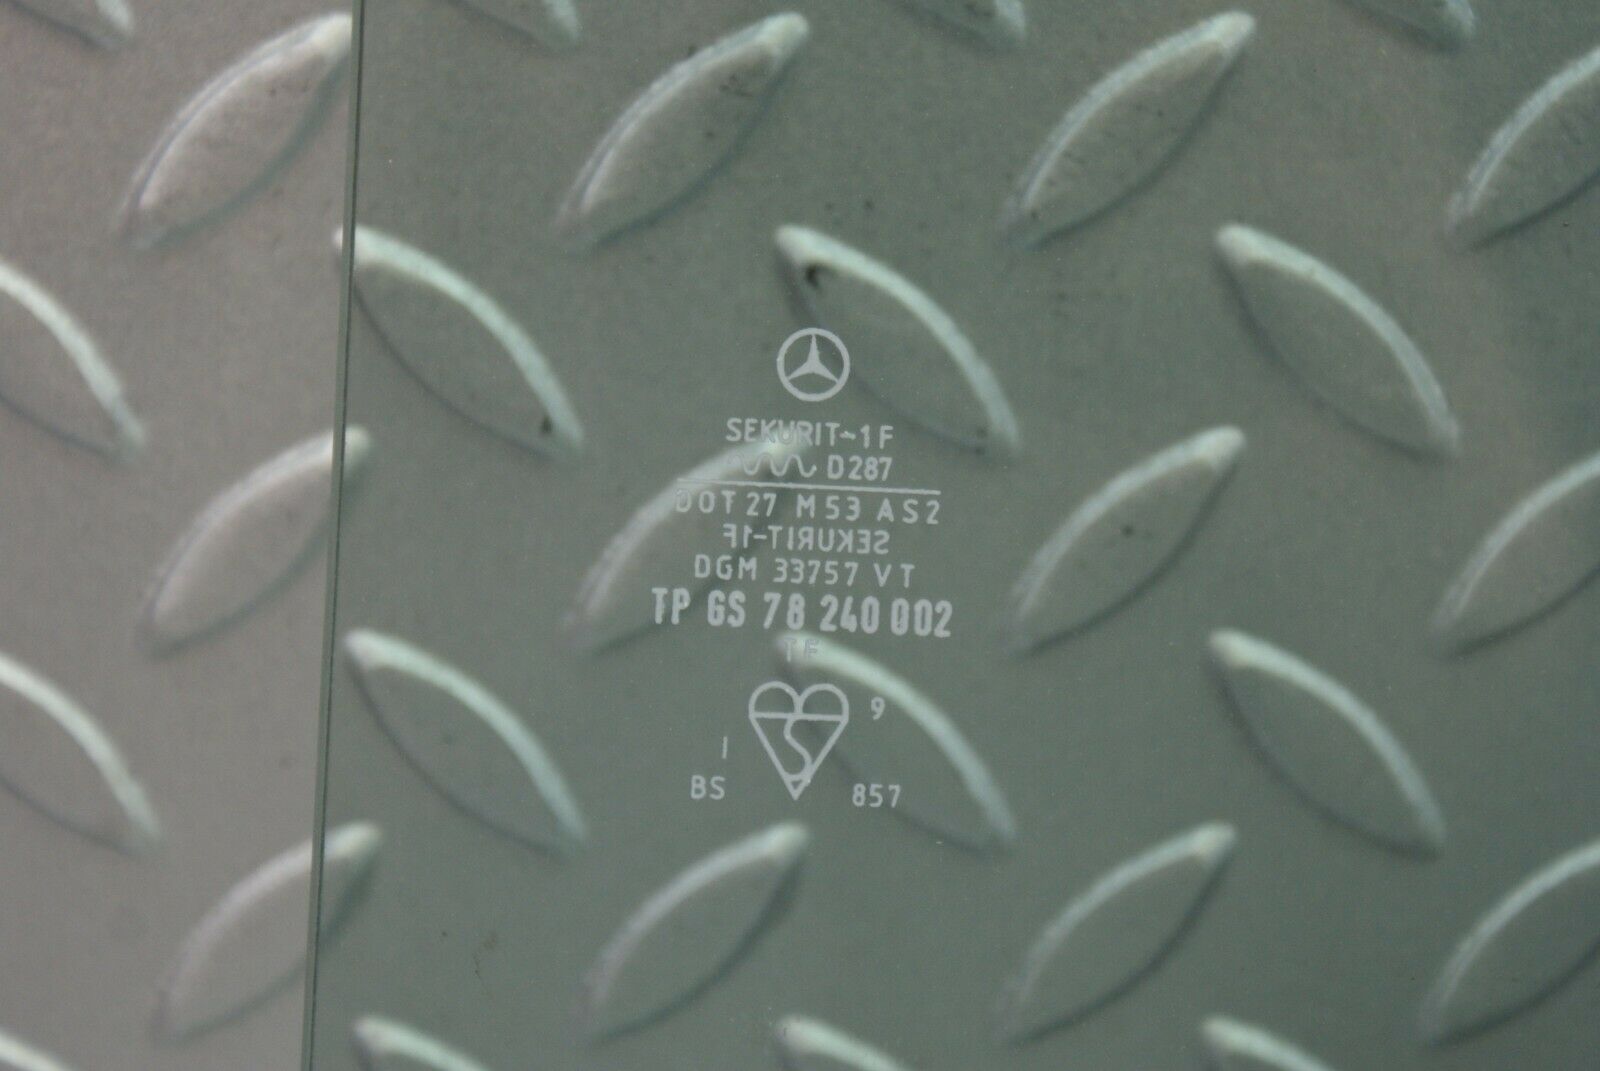 SEKURIT-1F
D287
DOT 27 M53 AS2
SEKURIT-1F
DGM 33757 VT
TP GS 78 240 002
TF
9
I
BS 857